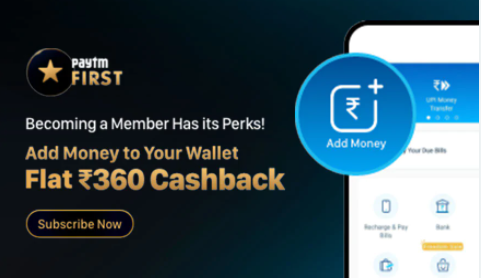 paytm
FIRST
Becoming a Member Has its Perks!
Add Money to Your Wallet
Flat ₹360 Cashback
Subscribe Now
Add Money
UPI Money
Transfer
Your Due Bills
Recharge & Pay
Bills
Bank